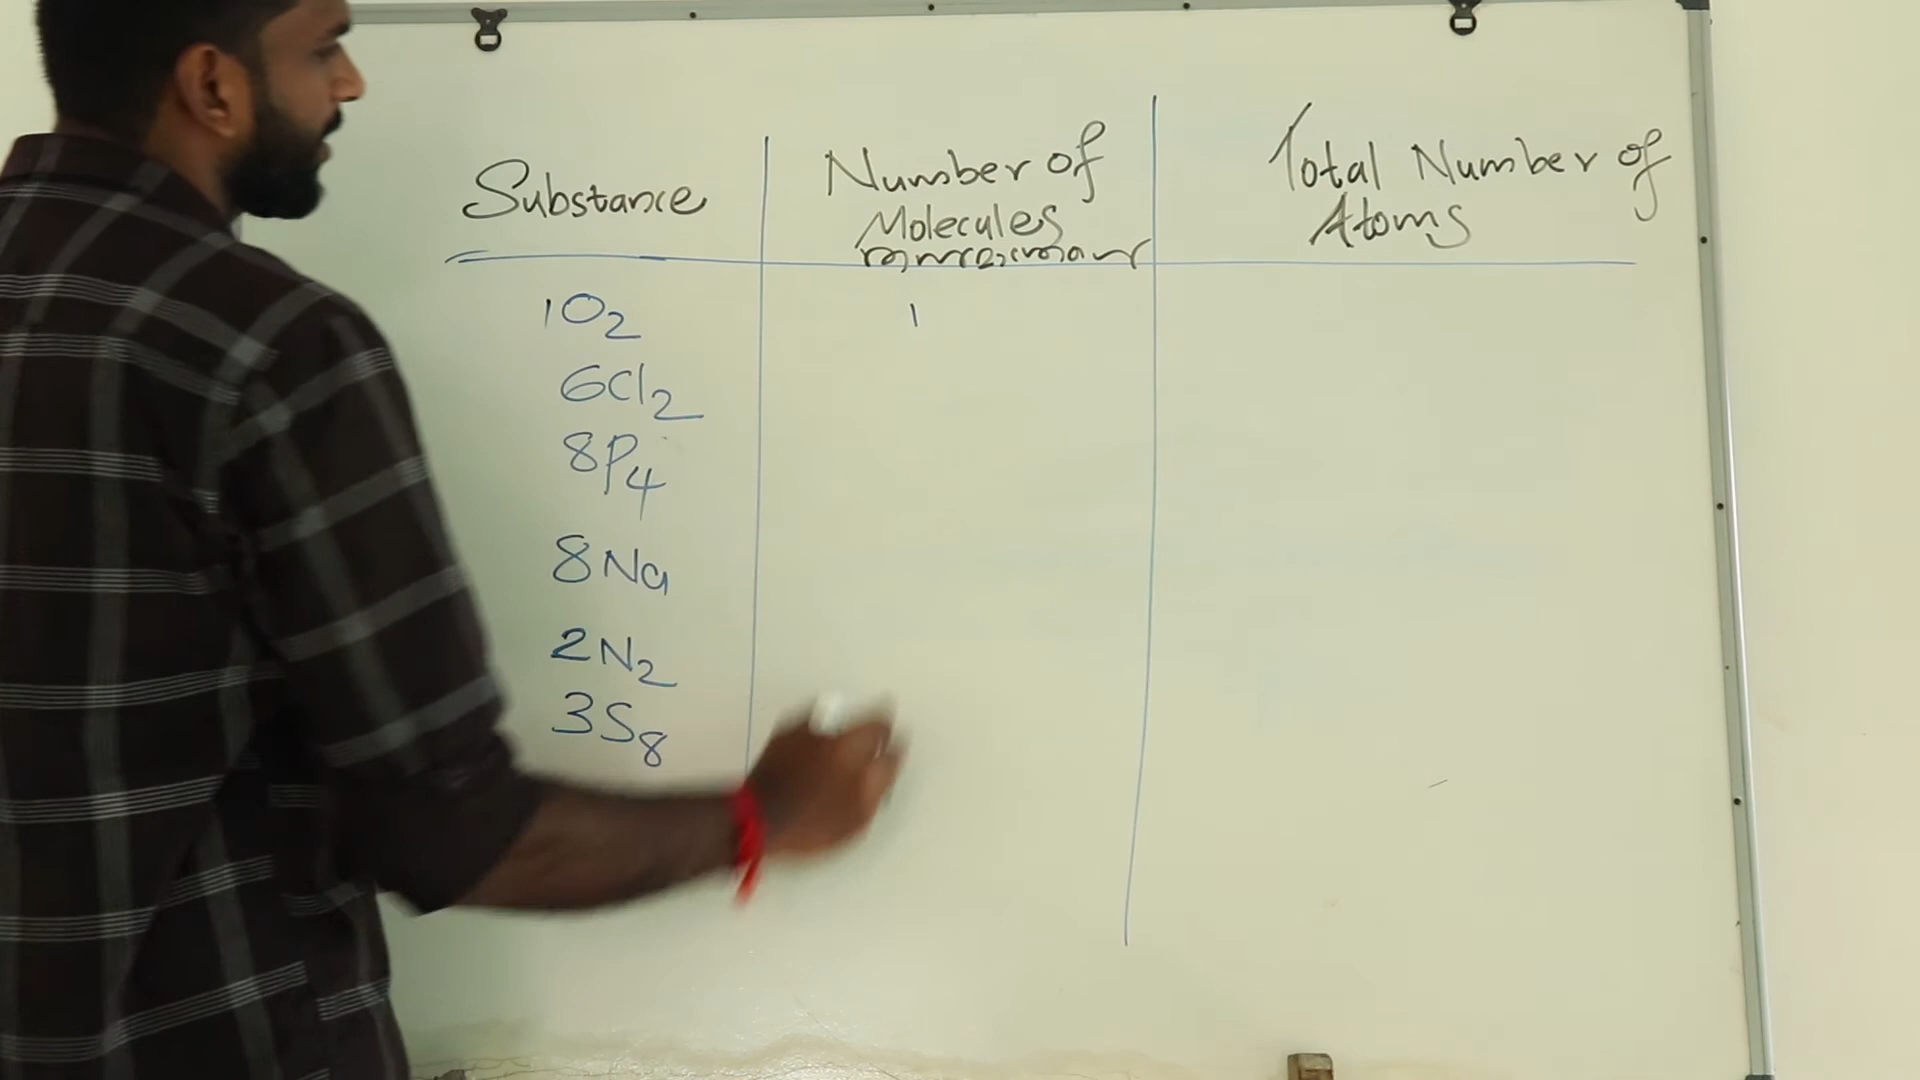 Substance
Number of
Molecules
Total Number of
Atoms
1O₂ 1
6Cl₂
8P₄
8Na
2N₂
3S₈